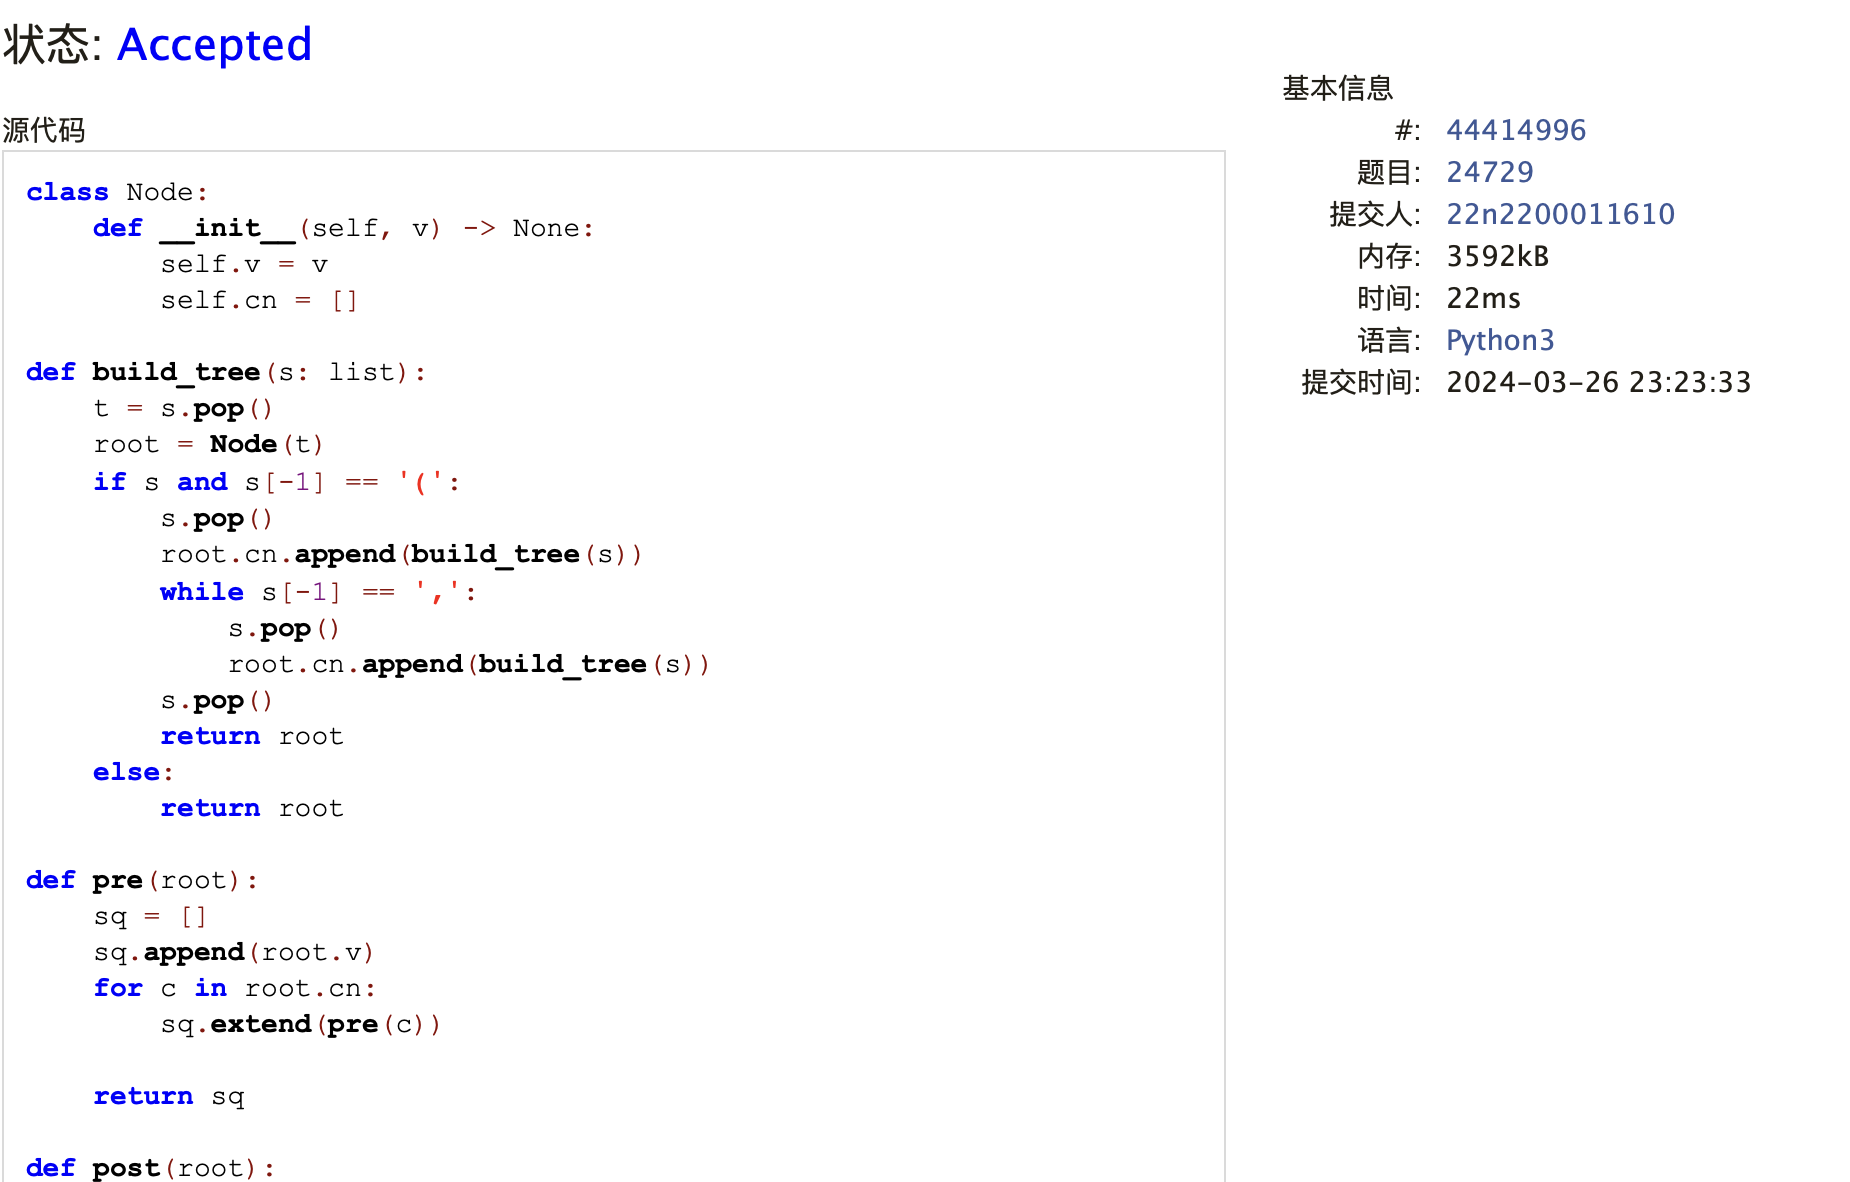 状态: Accepted
源代码
class Node:
    def __init__(self, v) -> None:
        self.v = v
        self.cn = []

def build_tree(s: list):
    t = s.pop()
    root = Node(t)
    if s and s[-1] == '(':
        s.pop()
        root.cn.append(build_tree(s))
        while s[-1] == ',':
            s.pop()
            root.cn.append(build_tree(s))
        s.pop()
        return root
    else:
        return root

def pre(root):
    sq = []
    sq.append(root.v)
    for c in root.cn:
        sq.extend(pre(c))

    return sq

def post(root):
基本信息
#: 44414996
题目: 24729
提交人: 22n2200011610
内存: 3592kB
时间: 22ms
语言: Python3
提交时间: 2024-03-26 23:23:33